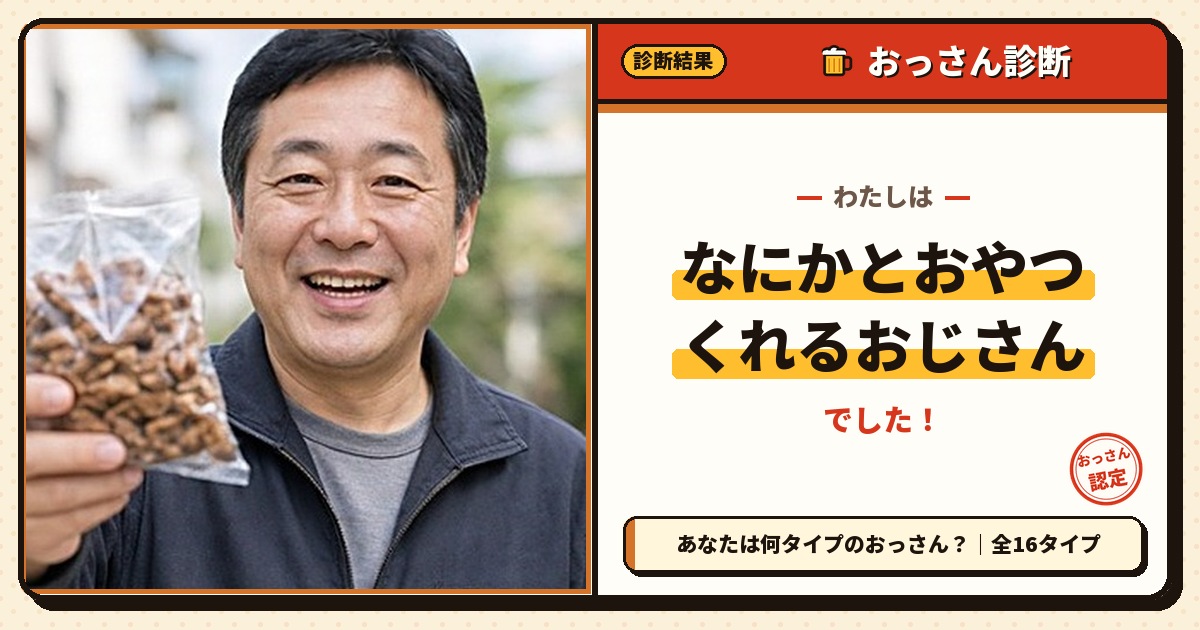 診断結果
おっさん診断
わたしは
なにかとおやつ
くれるおじさん
でした！
おっさん
認定
あなたは何タイプのおっさん？｜全16タイプ